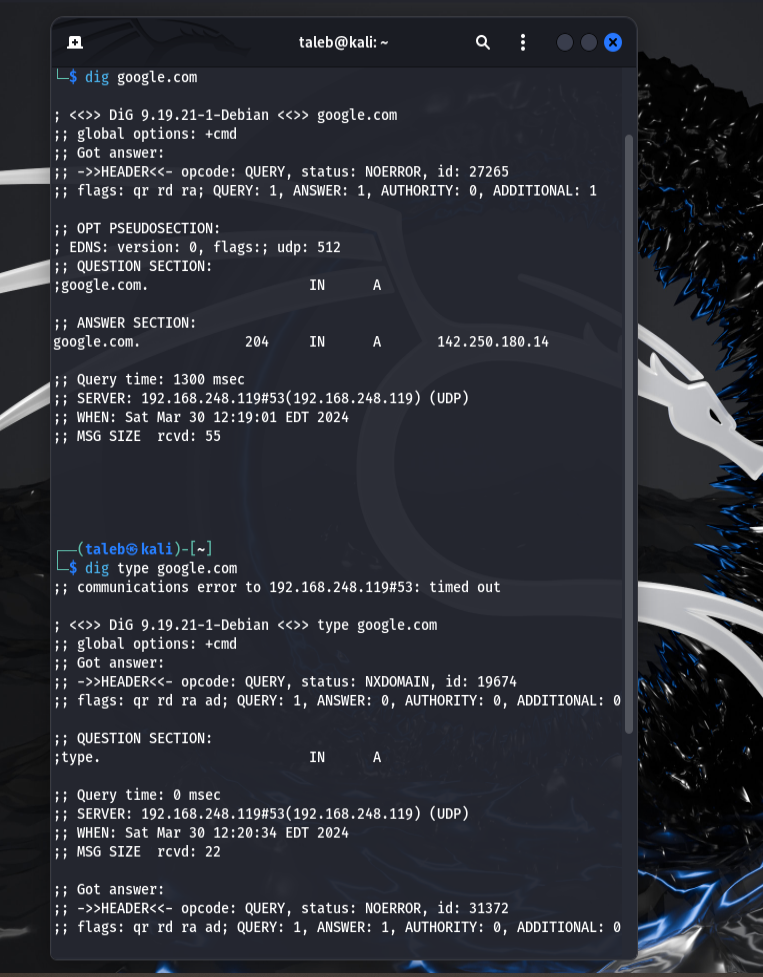 taleb@kali: ~
└─$ dig google.com
; <<>> DiG 9.19.21-1-Debian <<>> google.com
;; global options: +cmd
;; Got answer:
;; ->>HEADER<<- opcode: QUERY, status: NOERROR, id: 27265
;; flags: qr rd ra; QUERY: 1, ANSWER: 1, AUTHORITY: 0, ADDITIONAL: 1
;; OPT PSEUDOSECTION:
; EDNS: version: 0, flags:; udp: 512
;; QUESTION SECTION:
;google.com. IN A
;; ANSWER SECTION:
google.com. 204 IN A 142.250.180.14
;; Query time: 1300 msec
;; SERVER: 192.168.248.119#53(192.168.248.119) (UDP)
;; WHEN: Sat Mar 30 12:19:01 EDT 2024
;; MSG SIZE rcvd: 55
┌──(taleb㉿kali)-[~]
└─$ dig type google.com
;; communications error to 192.168.248.119#53: timed out
; <<>> DiG 9.19.21-1-Debian <<>> type google.com
;; global options: +cmd
;; Got answer:
;; ->>HEADER<<- opcode: QUERY, status: NXDOMAIN, id: 19674
;; flags: qr rd ra ad; QUERY: 1, ANSWER: 0, AUTHORITY: 0, ADDITIONAL: 0
;; QUESTION SECTION:
;type. IN A
;; Query time: 0 msec
;; SERVER: 192.168.248.119#53(192.168.248.119) (UDP)
;; WHEN: Sat Mar 30 12:20:34 EDT 2024
;; MSG SIZE rcvd: 22
;; Got answer:
;; ->>HEADER<<- opcode: QUERY, status: NOERROR, id: 31372
;; flags: qr rd ra ad; QUERY: 1, ANSWER: 1, AUTHORITY: 0, ADDITIONAL: 0